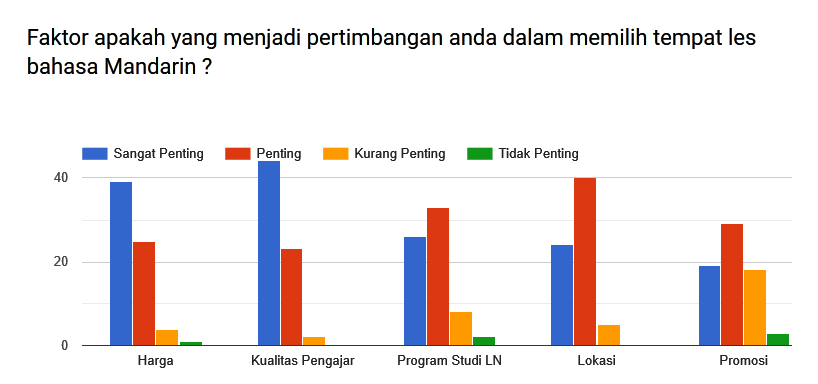 Faktor apakah yang menjadi pertimbangan anda dalam memilih tempat les
bahasa Mandarin ?
Sangat Penting Penting Kurang Penting Tidak Penting
40
20
0
Harga Kualitas Pengajar Program Studi LN Lokasi Promosi